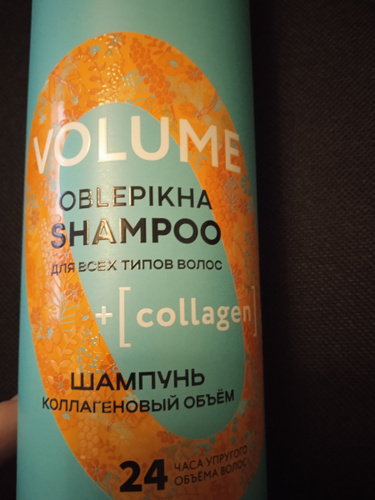 VOLUME
OBLEPIKHA
SHAMPOO
ДЛЯ ВСЕХ ТИПОВ ВОЛОС
+[collagen]
ШАМПУНЬ
КОЛЛАГЕНОВЫЙ ОБЪЁМ
24 ЧАСА УПРУГОГО
ОБЪЁМА ВОЛОС